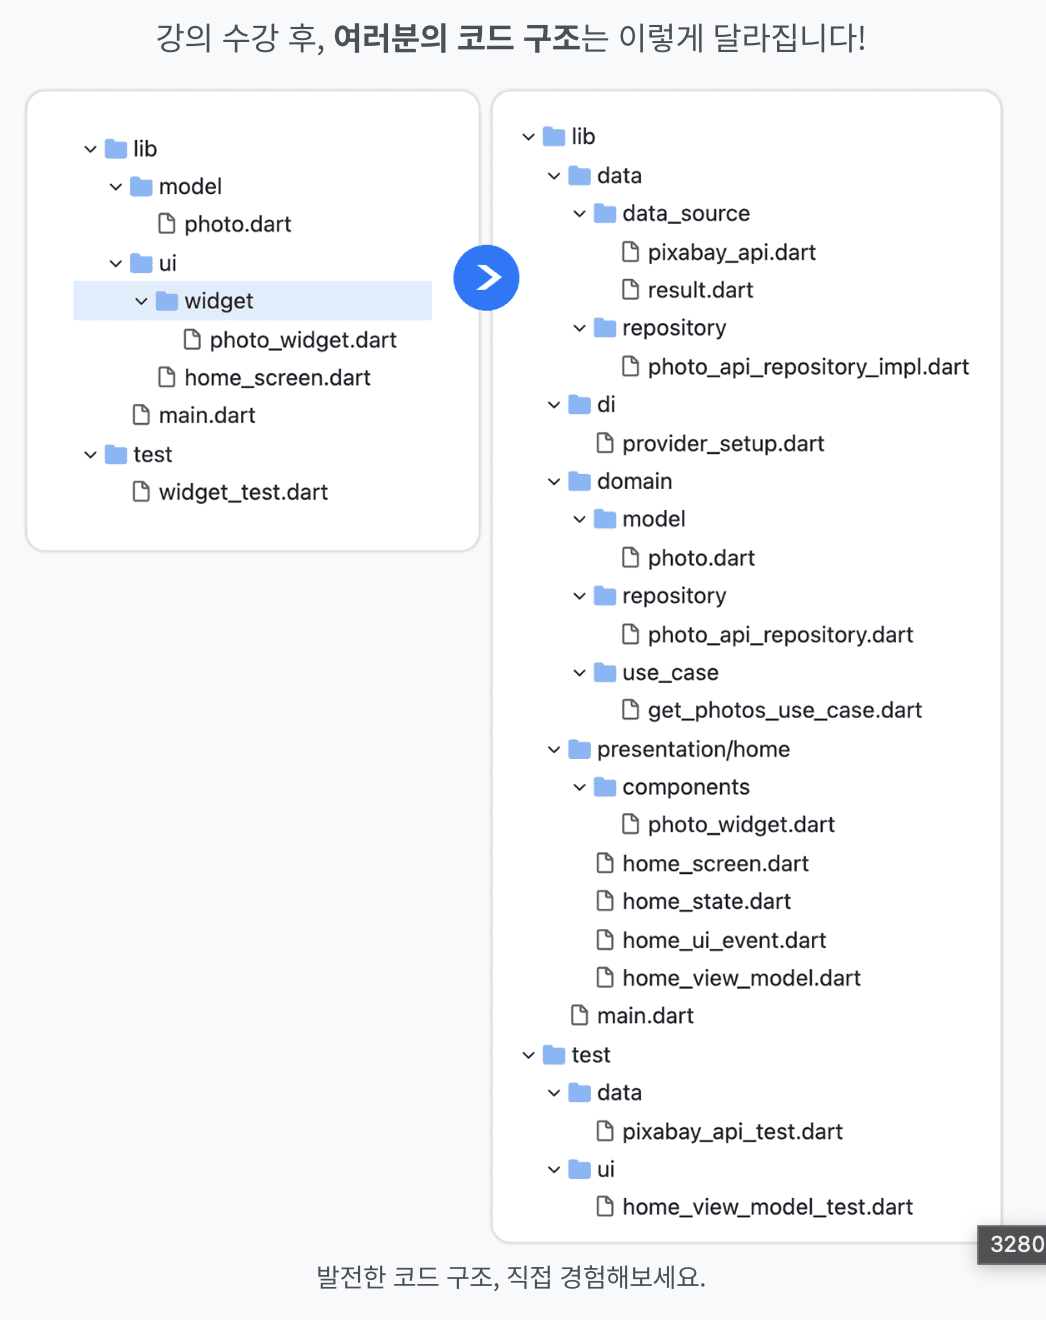 강의 수강 후, 여러분의 코드 구조는 이렇게 달라집니다!
lib
model
photo.dart
ui
widget
photo_widget.dart
home_screen.dart
main.dart
test
widget_test.dart
lib
data
data_source
pixabay_api.dart
result.dart
repository
photo_api_repository_impl.dart
di
provider_setup.dart
domain
model
photo.dart
repository
photo_api_repository.dart
use_case
get_photos_use_case.dart
presentation/home
components
photo_widget.dart
home_screen.dart
home_state.dart
home_ui_event.dart
home_view_model.dart
main.dart
test
data
pixabay_api_test.dart
ui
home_view_model_test.dart
3280
발전한 코드 구조, 직접 경험해보세요.